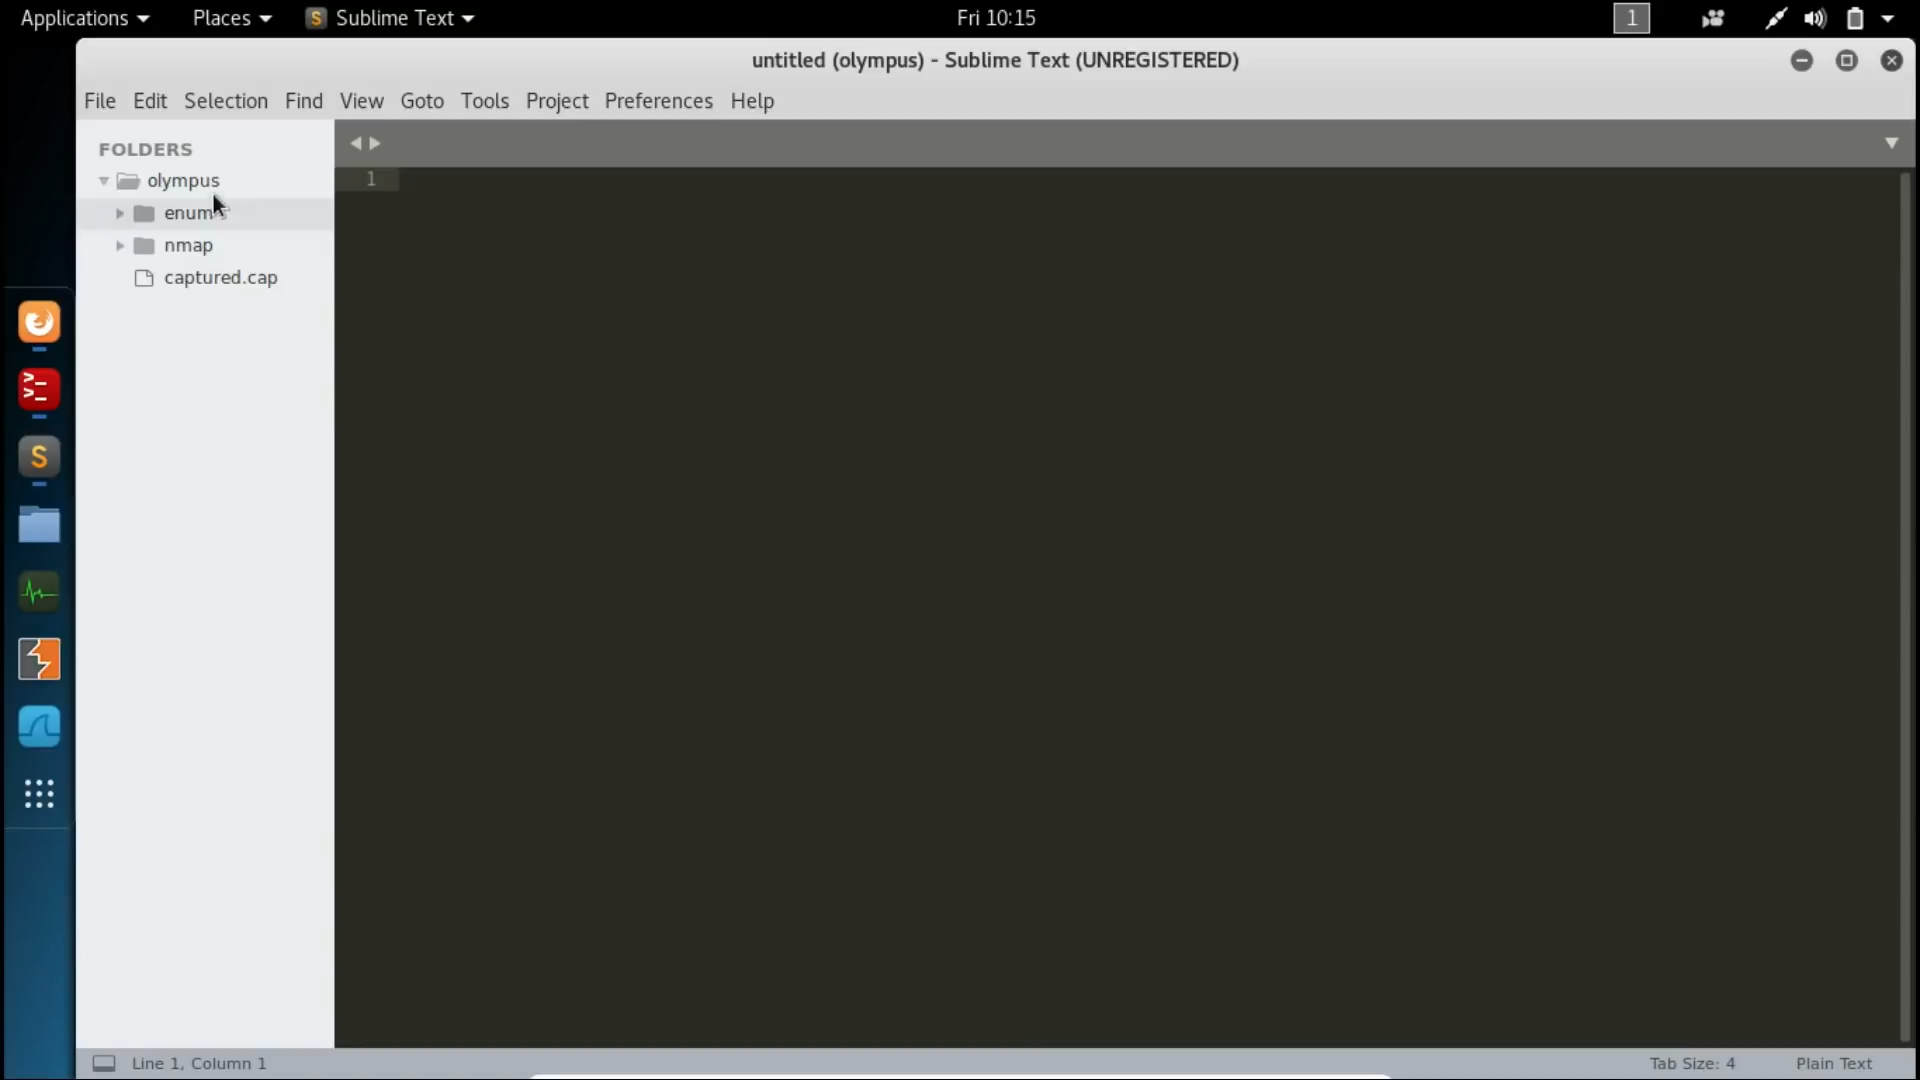 Applications Places Sublime Text Fri 10:15 1
untitled (olympus) - Sublime Text (UNREGISTERED)
File Edit Selection Find View Goto Tools Project Preferences Help
FOLDERS
olympus
1
enum
nmap
captured.cap
S
Line 1, Column 1 Tab Size: 4 Plain Text